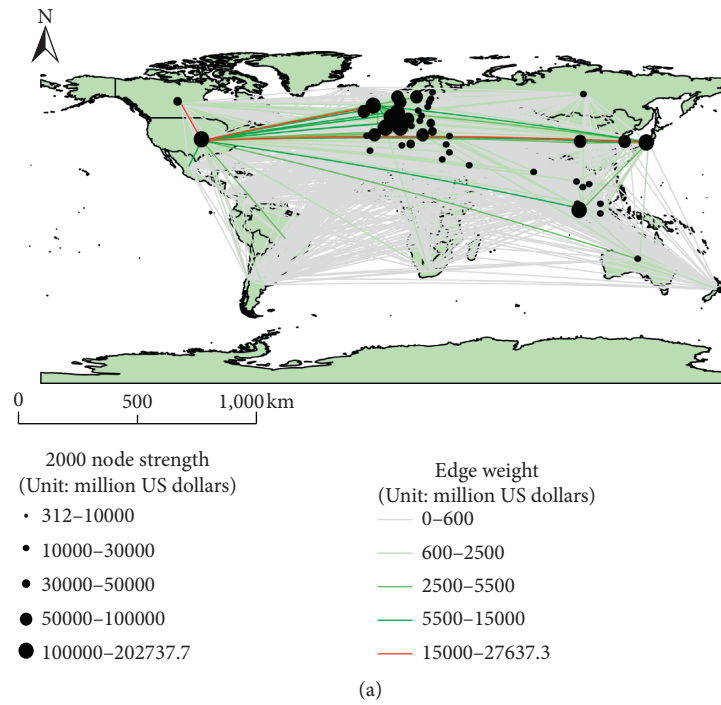 N
0 500 1,000 km
2000 node strength
(Unit: million US dollars)
312–10000
10000–30000
30000–50000
50000–100000
100000–202737.7
Edge weight
(Unit: million US dollars)
0–600
600–2500
2500–5500
5500–15000
15000–27637.3
(a)